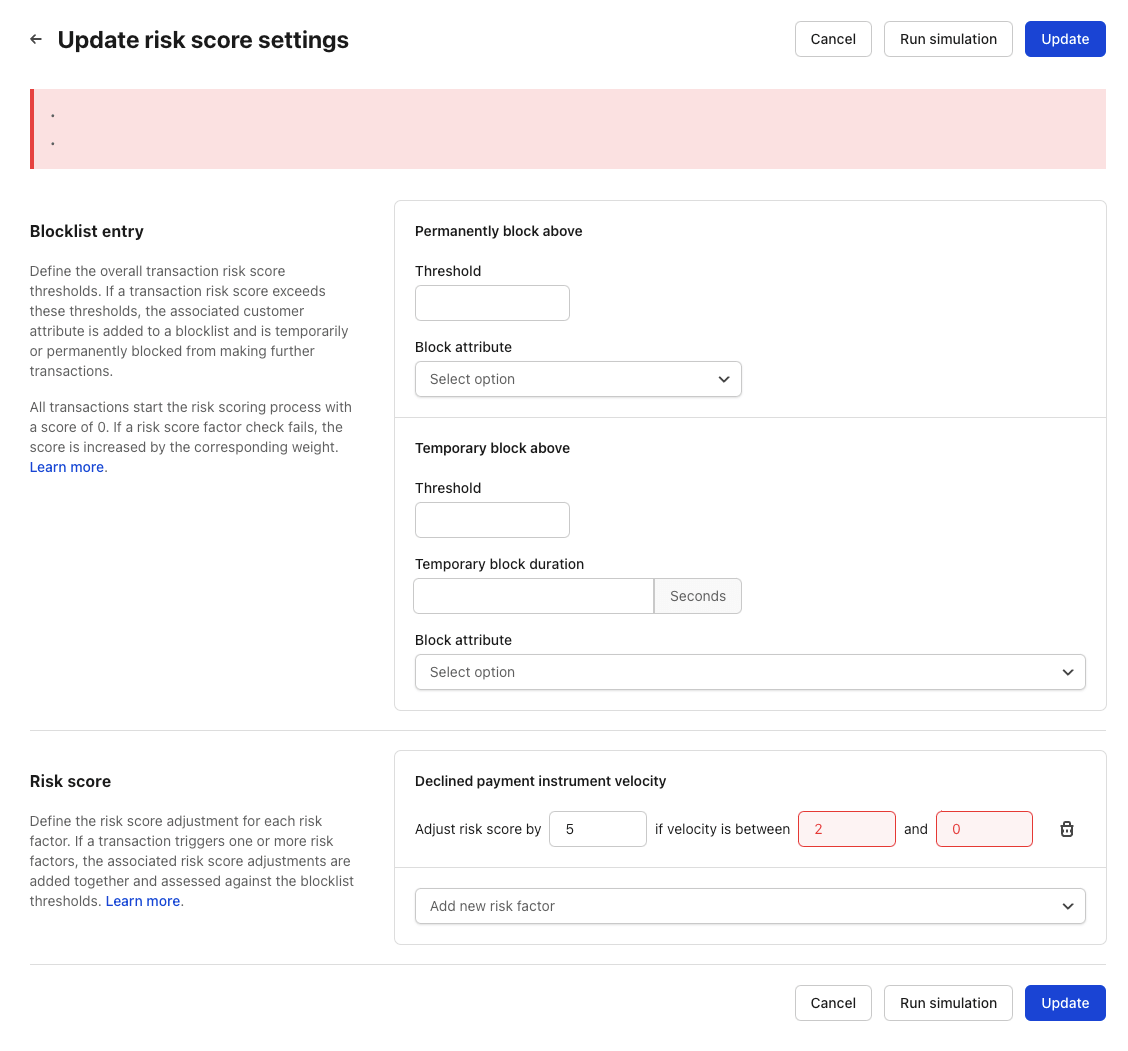 Update risk score settings
Cancel
Run simulation
Update
Blocklist entry
Define the overall transaction risk score
thresholds. If a transaction risk score exceeds
these thresholds, the associated customer
attribute is added to a blocklist and is temporarily
or permanently blocked from making further
transactions.
All transactions start the risk scoring process with
a score of 0. If a risk score factor check fails, the
score is increased by the corresponding weight.
Learn more.
Permanently block above
Threshold
Block attribute
Select option
Temporary block above
Threshold
Temporary block duration
Seconds
Block attribute
Select option
Risk score
Define the risk score adjustment for each risk
factor. If a transaction triggers one or more risk
factors, the associated risk score adjustments are
added together and assessed against the blocklist
thresholds. Learn more.
Declined payment instrument velocity
Adjust risk score by 5 if velocity is between 2 and 0
Add new risk factor
Cancel
Run simulation
Update